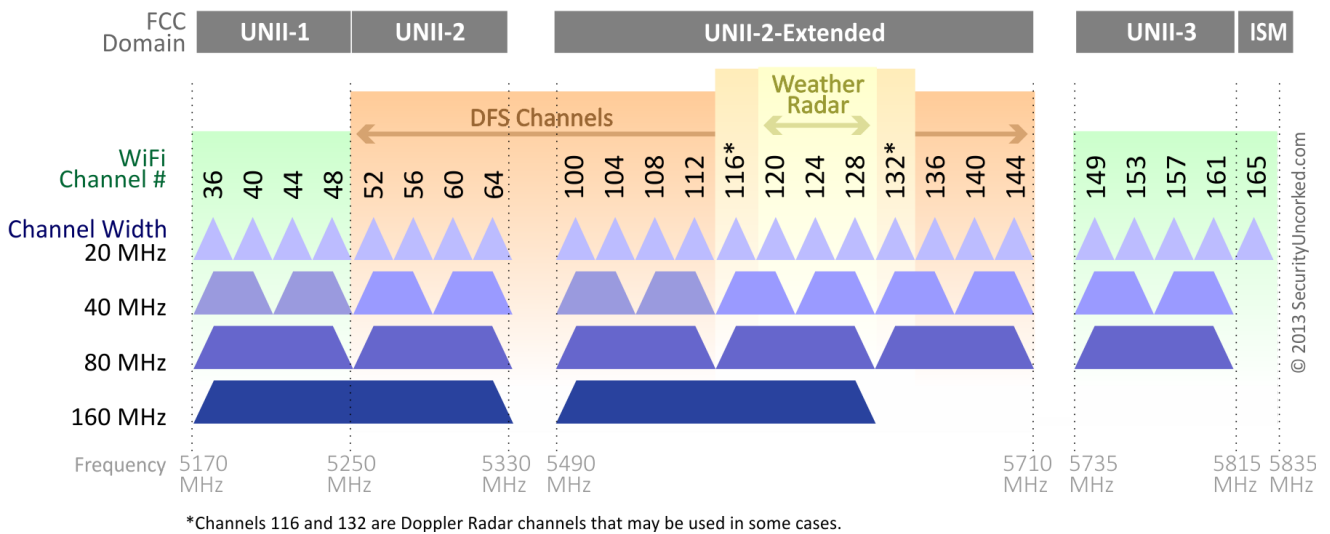 FCC
Domain
UNII-1
UNII-2
UNII-2-Extended
UNII-3
ISM
Weather
Radar
DFS Channels
WiFi
Channel #
36
40
44
48
52
56
60
64
100
104
108
112
116*
120
124
128
132*
136
140
144
149
153
157
161
165
Channel Width
20 MHz
40 MHz
80 MHz
160 MHz
Frequency
5170
MHz
5250
MHz
5330
MHz
5490
MHz
5710
MHz
5735
MHz
5815
MHz
5835
MHz
*Channels 116 and 132 are Doppler Radar channels that may be used in some cases.
© 2013 SecurityUncorked.com